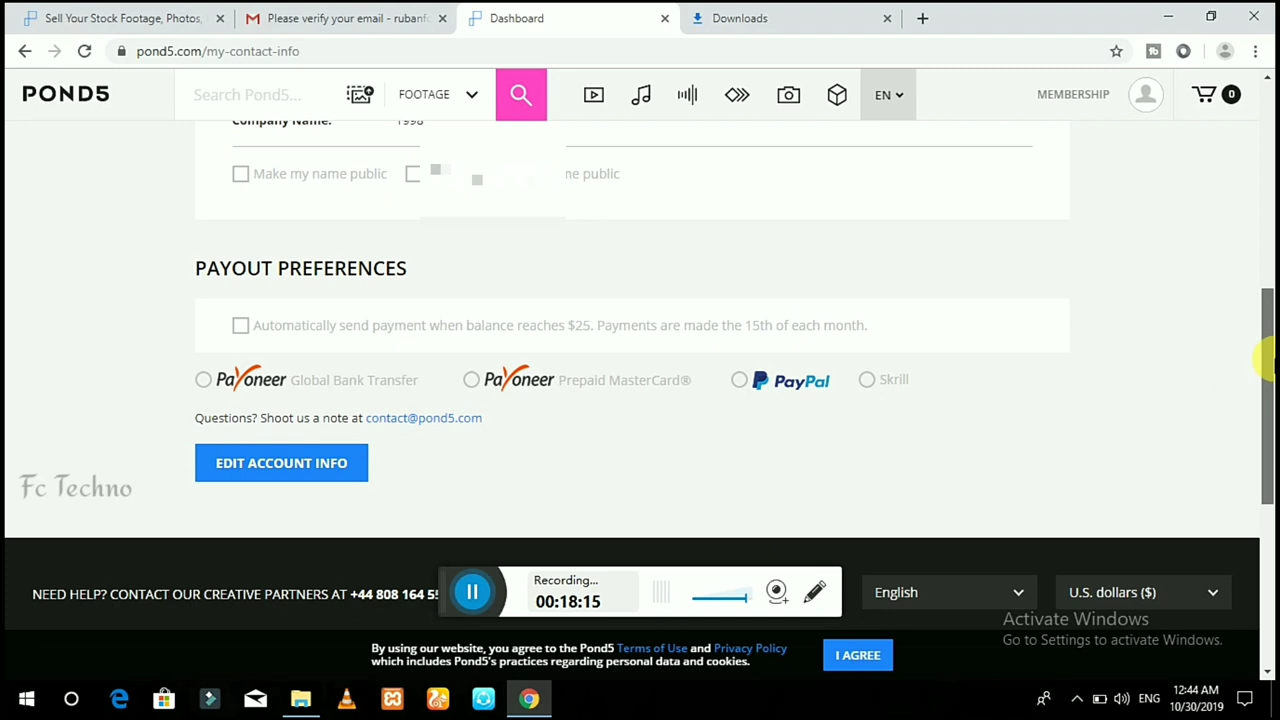 Sell Your Stock Footage, Photos,
Please verify your email - rubanfo
Dashboard
Downloads
pond5.com/my-contact-info
POND5
Search Pond5...
FOOTAGE
EN
MEMBERSHIP
0
Company Name: 1998
Make my name public
me public
PAYOUT PREFERENCES
Automatically send payment when balance reaches $25. Payments are made the 15th of each month.
Payoneer Global Bank Transfer
Payoneer Prepaid MasterCard®
PayPal
Skrill
Questions? Shoot us a note at contact@pond5.com
EDIT ACCOUNT INFO
Fc Techno
NEED HELP? CONTACT OUR CREATIVE PARTNERS AT +44 808 164 55
Recording...
00:18:15
English
U.S. dollars ($)
Activate Windows
Go to Settings to activate Windows.
By using our website, you agree to the Pond5 Terms of Use and Privacy Policy
which includes Pond5's practices regarding personal data and cookies.
I AGREE
ENG
12:44 AM
10/30/2019